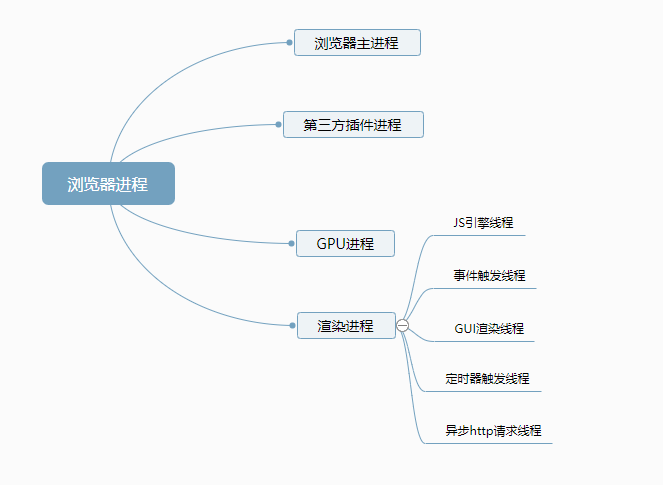 浏览器主进程
第三方插件进程
浏览器进程
GPU进程
渲染进程
JS引擎线程
事件触发线程
GUI渲染线程
定时器触发线程
异步http请求线程